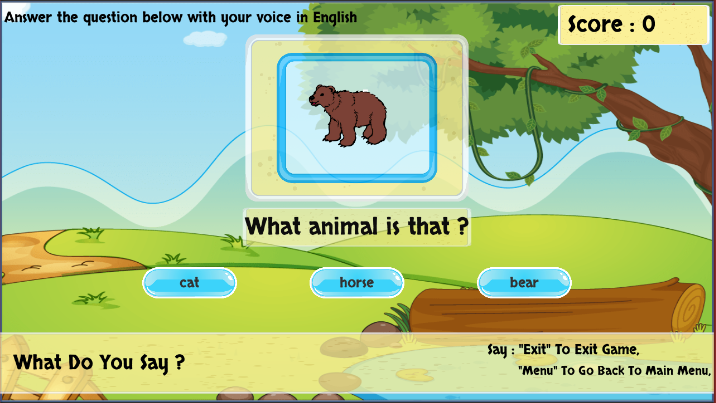 Answer the question below with your voice in English
Score : 0
What animal is that ?
cat
horse
bear
What Do You Say ?
Say : "Exit" To Exit Game,
"Menu" To Go Back To Main Menu,